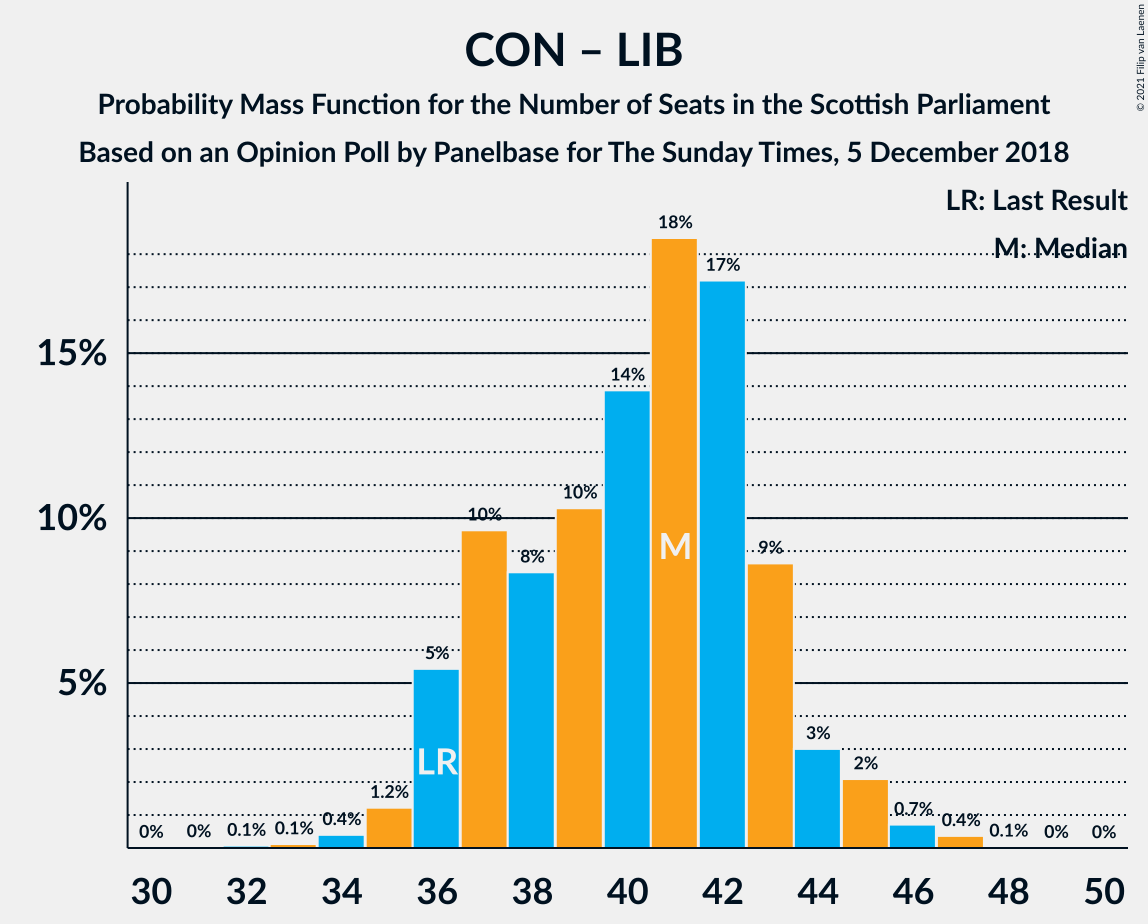 CON – LIB
Probability Mass Function for the Number of Seats in the Scottish Parliament
Based on an Opinion Poll by Panelbase for The Sunday Times, 5 December 2018
© 2021 Filip van Laenen
LR: Last Result
M: Median
15%
10%
5%
0%
0%
0.1%
0.1%
0.4%
1.2%
5%
10%
8%
10%
14%
18%
17%
9%
3%
2%
0.7%
0.4%
0.1%
0%
0%
LR
M
30 32 34 36 38 40 42 44 46 48 50